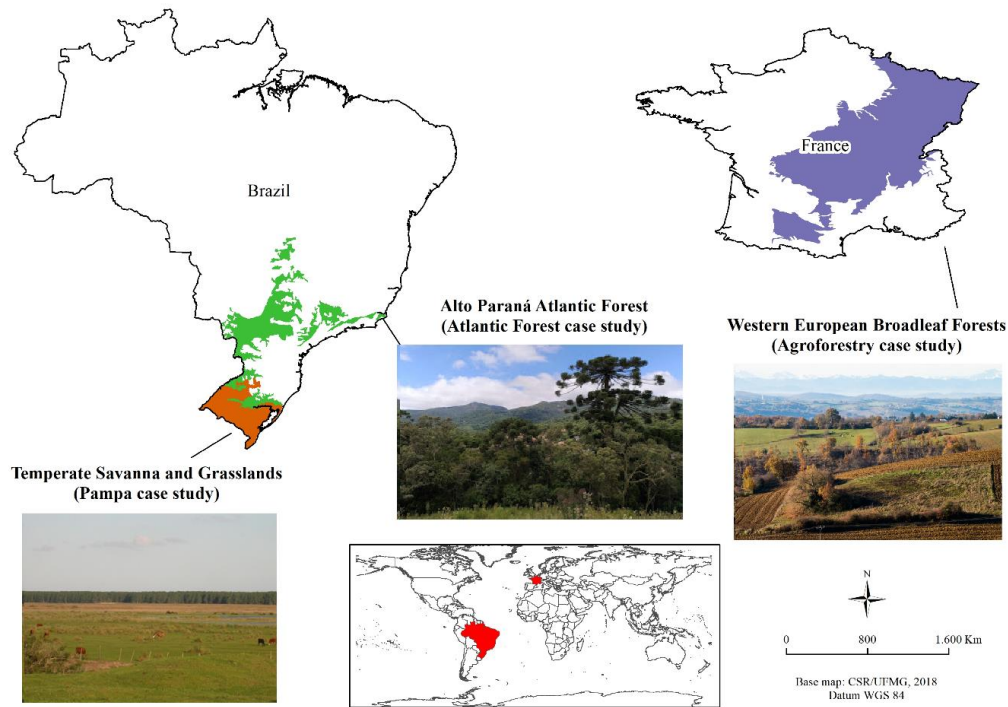 Brazil
France
Alto Paraná Atlantic Forest
(Atlantic Forest case study)
Western European Broadleaf Forests
(Agroforestry case study)
Temperate Savanna and Grasslands
(Pampa case study)
N
0 800 1.600 Km
Base map: CSR/UFMG, 2018
Datum WGS 84